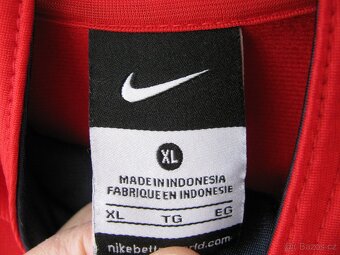 XL
MADE IN INDONESIA
FABRIQUE EN INDONESIE
XL TG EG